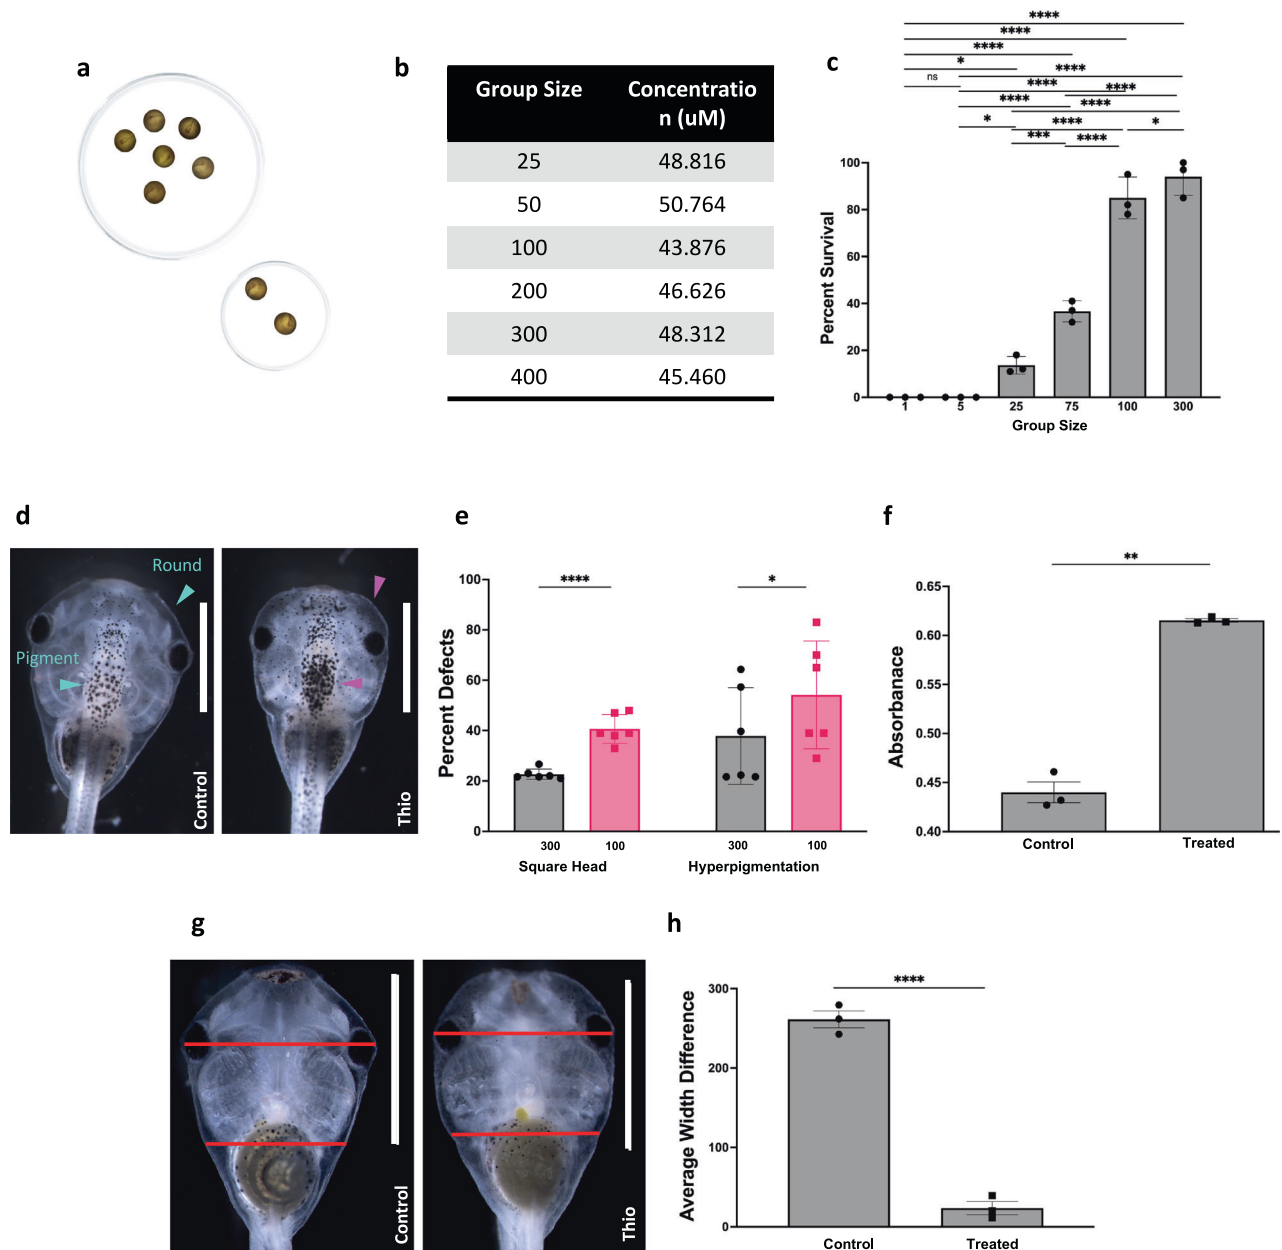 a
b
Group Size Concentratio
n (uM)
25 48.816
50 50.764
100 43.876
200 46.626
300 48.312
400 45.460
c
****
****
****
*
ns
****
****
****
****
****
*
****
*
***
****
Percent Survival
100
80
60
40
20
0
1 5 25 75 100 300
Group Size
d
Round
Pigment
Control
Thio
e
Percent Defects
100
80
60
40
20
0
****
*
300 100 300 100
Square Head Hyperpigmentation
f
Absorbanace
0.65
0.60
0.55
0.50
0.45
0.40
**
Control Treated
g
Control
Thio
h
Average Width Difference
300
200
100
0
****
Control Treated